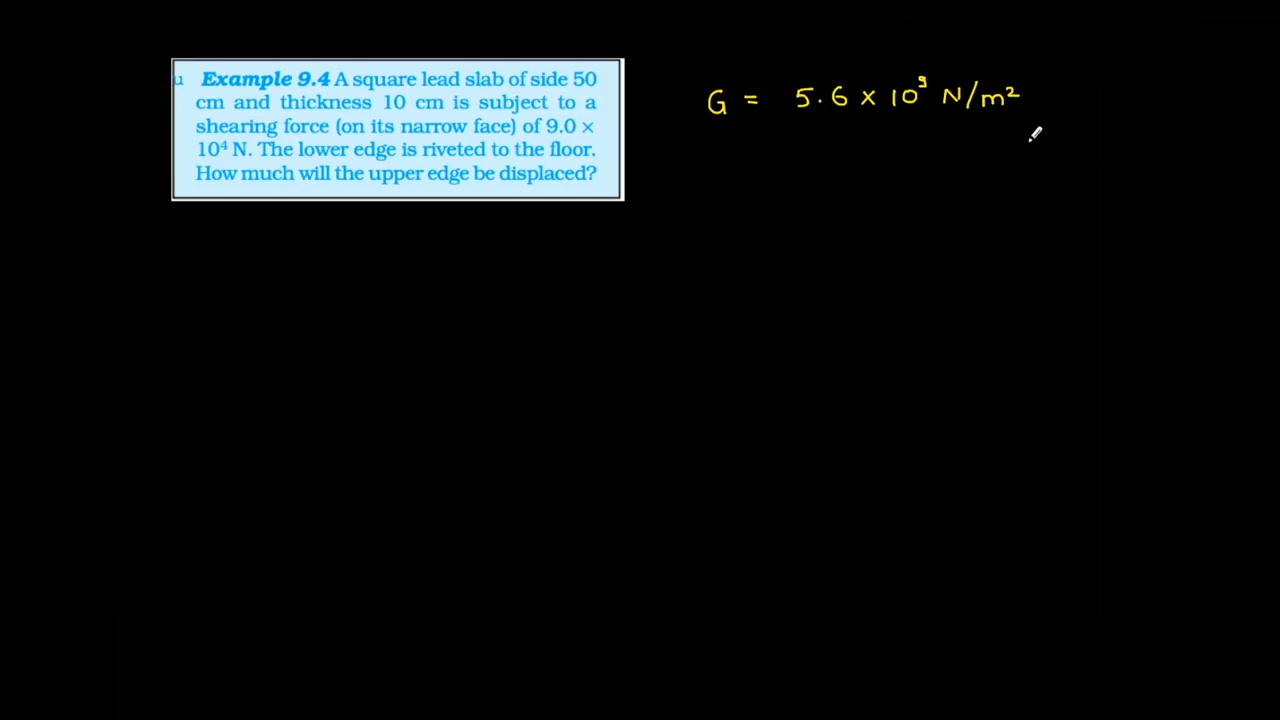 u Example 9.4 A square lead slab of side 50
cm and thickness 10 cm is subject to a
shearing force (on its narrow face) of 9.0 ×
10⁴ N. The lower edge is riveted to the floor.
How much will the upper edge be displaced?
G = 5.6 × 10⁹ N/m²